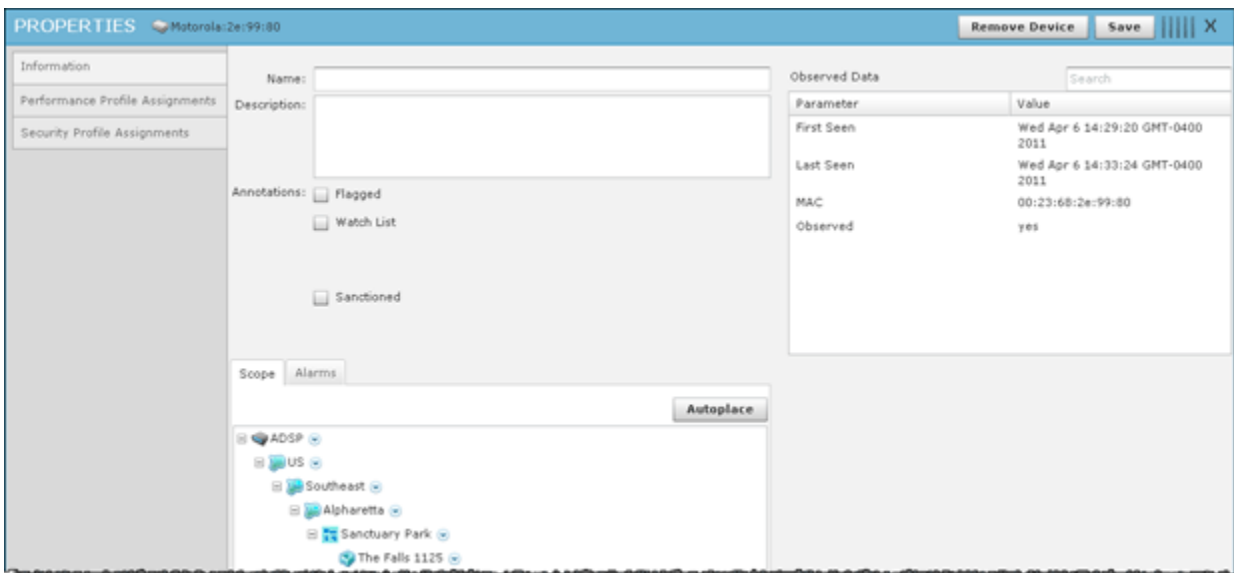 PROPERTIES Motorola:2e:99:80 Remove Device Save X
Information
Performance Profile Assignments
Security Profile Assignments
Name:
Description:
Annotations: Flagged
Watch List
Sanctioned
Observed Data Search
Parameter Value
First Seen Wed Apr 6 14:29:20 GMT-0400
2011
Last Seen Wed Apr 6 14:33:24 GMT-0400
2011
MAC 00:23:68:2e:99:80
Observed yes
Scope Alarms
Autoplace
ADSP
US
Southeast
Alpharetta
Sanctuary Park
The Falls 1125